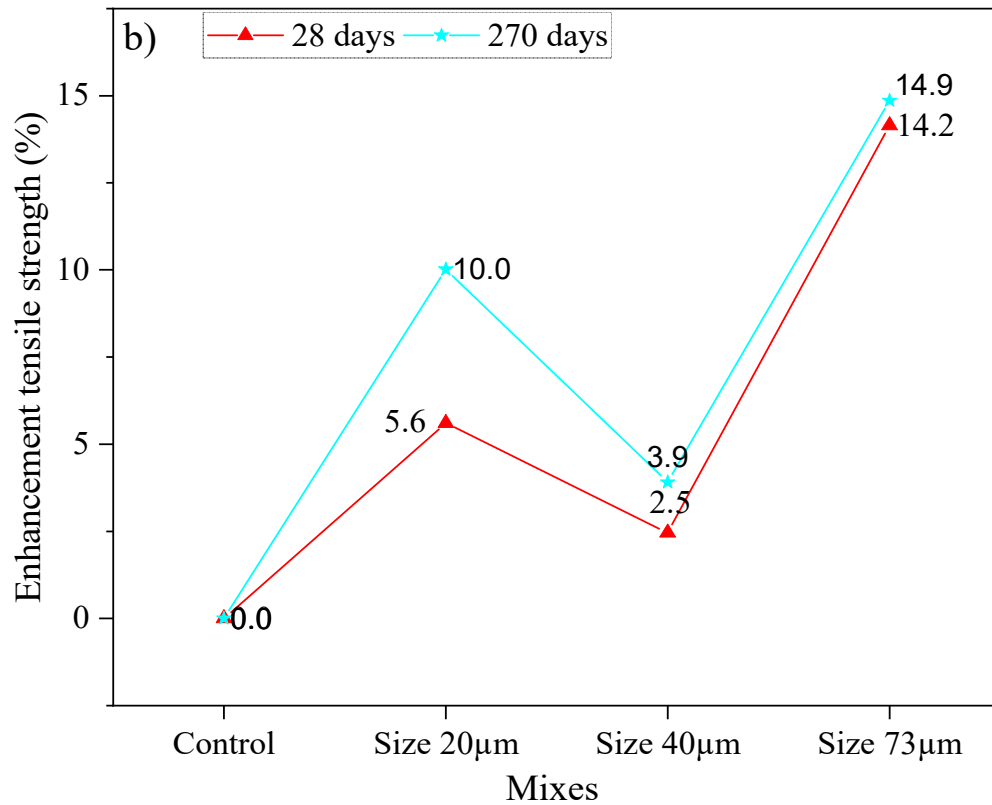 b)
28 days 270 days
Enhancement tensile strength (%)
15
10
5
0
14.9
14.2
10.0
5.6
3.9
2.5
0.0
Control Size 20µm Size 40µm Size 73µm
Mixes